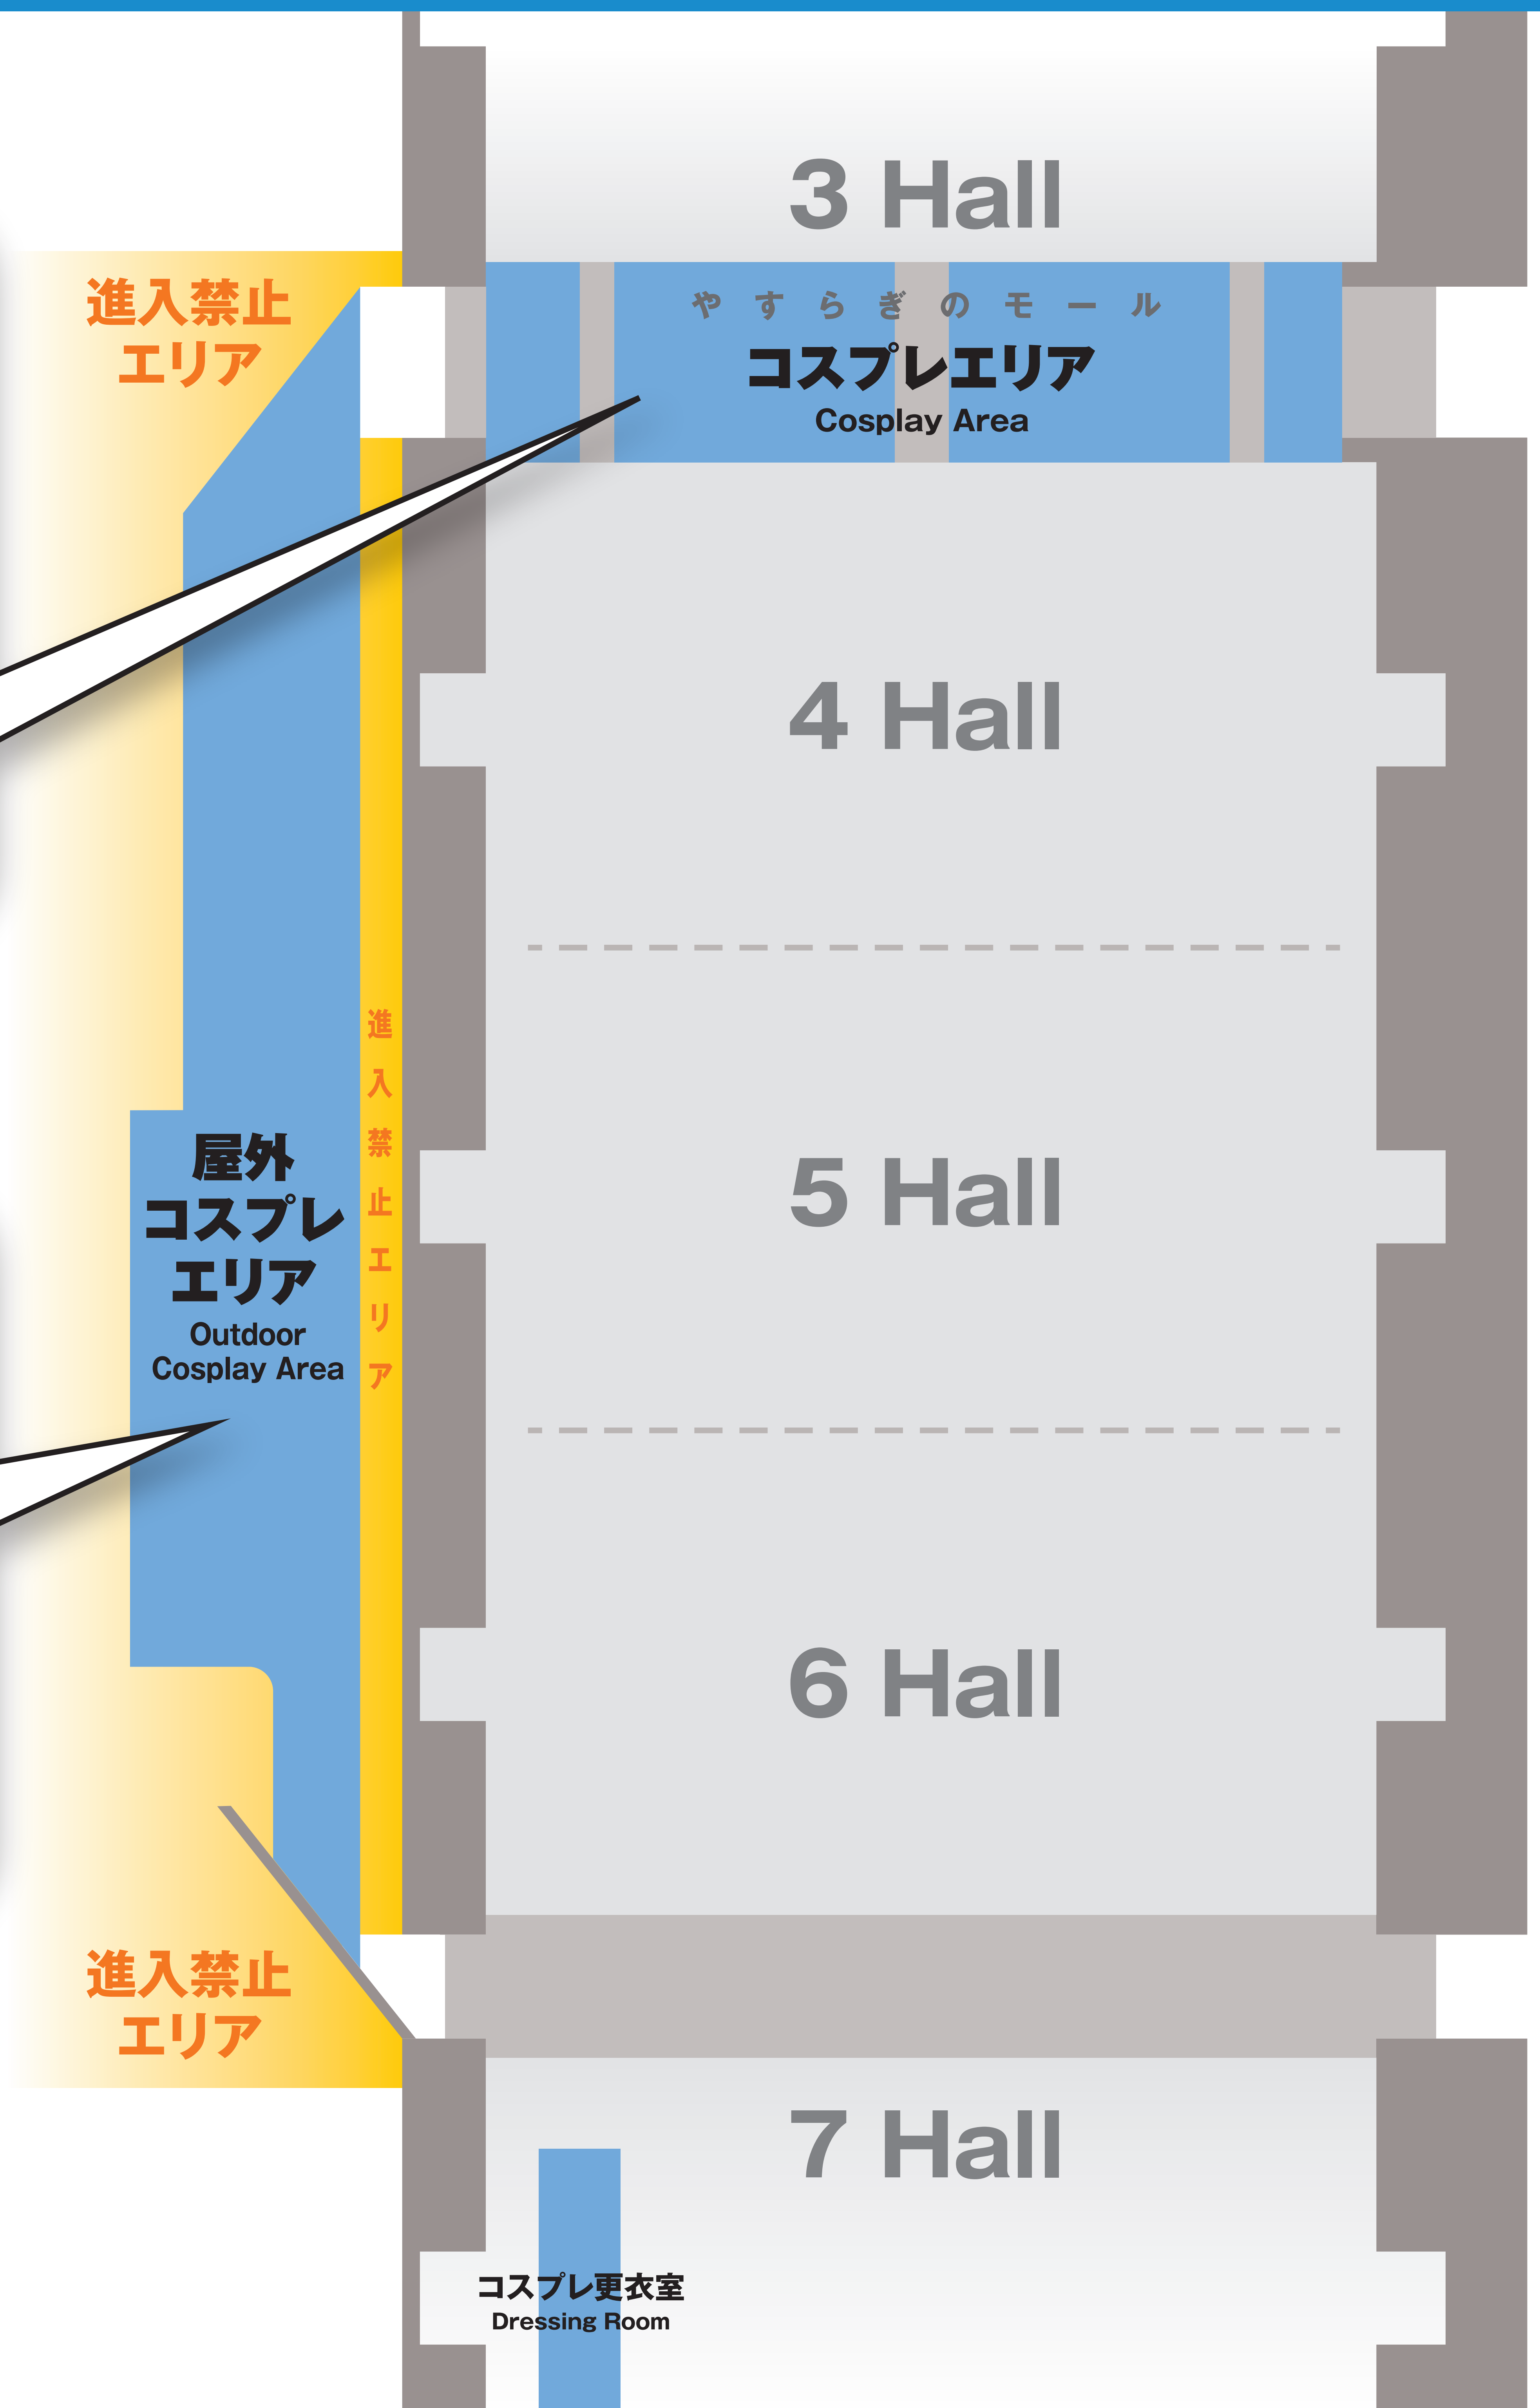 3 Hall
進入禁止
エリア
やすらぎのモール
コスプレエリア
Cosplay Area
4 Hall
進入禁止エリア
屋外
コスプレ
エリア
Outdoor
Cosplay Area
5 Hall
6 Hall
進入禁止
エリア
7 Hall
コスプレ更衣室
Dressing Room